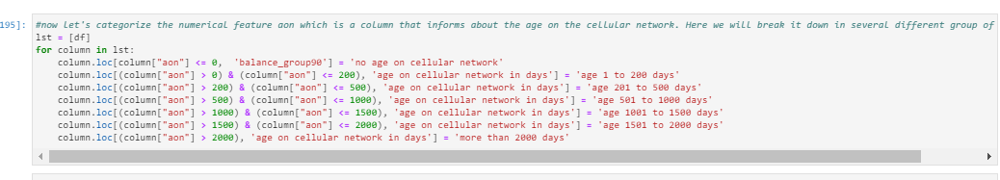 195]: #now Let's categorize the numerical feature aon which is a column that informs about the age on the cellular network. Here we will break it down in several different group of
lst = [df]
for column in lst:
    column.loc[column["aon"] <= 0,  'balance_group90'] = 'no age on cellular network'
    column.loc[(column["aon"] > 0) & (column["aon"] <= 200), 'age on cellular network in days'] = 'age 1 to 200 days'
    column.loc[(column["aon"] > 200) & (column["aon"] <= 500), 'age on cellular network in days'] = 'age 201 to 500 days'
    column.loc[(column["aon"] > 500) & (column["aon"] <= 1000), 'age on cellular network in days'] = 'age 501 to 1000 days'
    column.loc[(column["aon"] > 1000) & (column["aon"] <= 1500), 'age on cellular network in days'] = 'age 1001 to 1500 days'
    column.loc[(column["aon"] > 1500) & (column["aon"] <= 2000), 'age on cellular network in days'] = 'age 1501 to 2000 days'
    column.loc[(column["aon"] > 2000), 'age on cellular network in days'] = 'more than 2000 days'